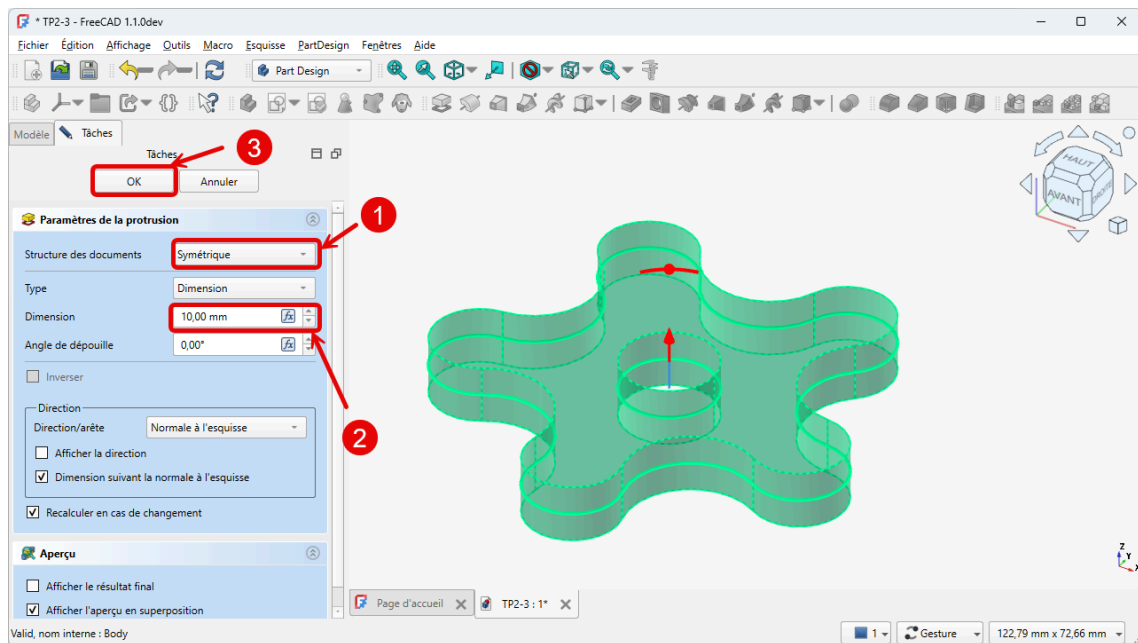 * TP2-3 - FreeCAD 1.1.0dev
Fichier Édition Affichage Outils Macro Esquisse PartDesign Fenêtres Aide
Part Design
Modèle Tâches
Tâches
3
OK Annuler
HAUT
AVANT
DROITE
Paramètres de la protrusion
1
Structure des documents Symétrique
Type Dimension
Dimension 10,00 mm
Angle de dépouille 0,00°
Inverser
Direction
Direction/arête Normale à l'esquisse
2
Afficher la direction
Dimension suivant la normale à l'esquisse
Recalculer en cas de changement
Aperçu
Z
Y
X
Afficher le résultat final
Afficher l'aperçu en superposition
Page d'accueil TP2-3 : 1*
Valid, nom interne : Body
1 Gesture 122,79 mm x 72,66 mm